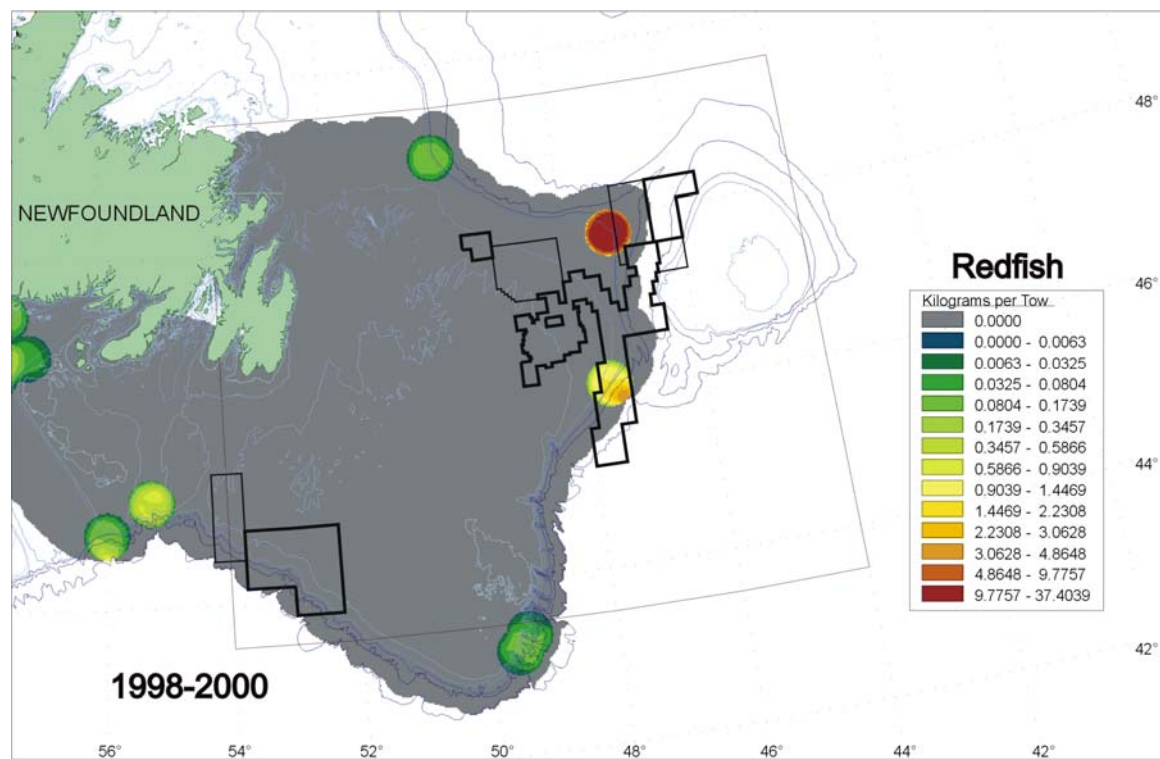 48°
NEWFOUNDLAND
Redfish
46°
Kilograms per Tow
0.0000
0.0000 - 0.0063
0.0063 - 0.0325
0.0325 - 0.0804
0.0804 - 0.1739
0.1739 - 0.3457
0.3457 - 0.5866
0.5866 - 0.9039
0.9039 - 1.4469
1.4469 - 2.2308
2.2308 - 3.0628
3.0628 - 4.8648
4.8648 - 9.7757
9.7757 - 37.4039
44°
42°
1998-2000
56° 54° 52° 50° 48° 46° 44° 42°